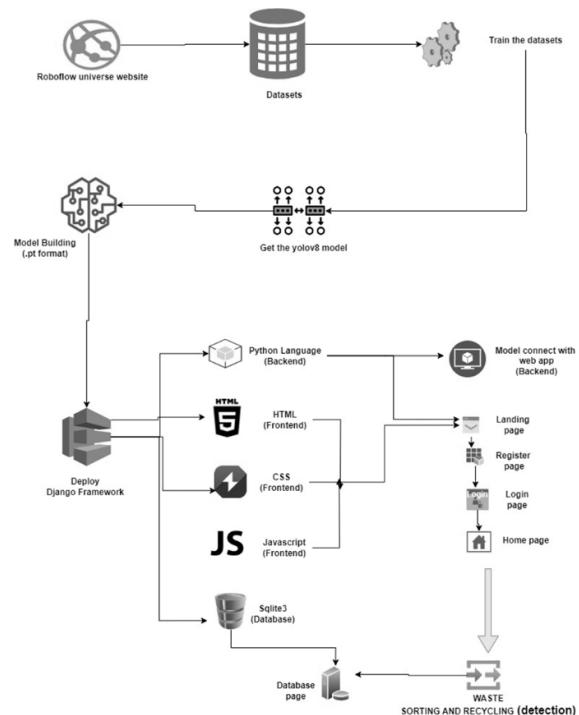 Roboflow universe website
Datasets
Train the datasets
Model Building
(.pt format)
Get the yolov8 model
Python Language
(Backend)
Model connect with
web app
(Backend)
HTML
5
HTML
(Frontend)
Landing
page
Register
page
Deploy
Django Framework
CSS
(Frontend)
Login
Login
page
JS
Javascript
(Frontend)
Home page
Sqlite3
(Database)
Database
page
WASTE
SORTING AND RECYCLING (detection)